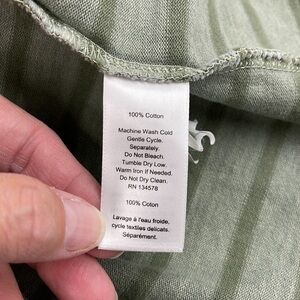 100% Cotton
Machine Wash Cold
Gentle Cycle.
Separately.
Do Not Bleach.
Tumble Dry Low.
Warm Iron If Needed.
Do Not Dry Clean.
RN 134578
100% Coton
Lavage à l'eau froide,
cycle textiles delicats.
Séparément.